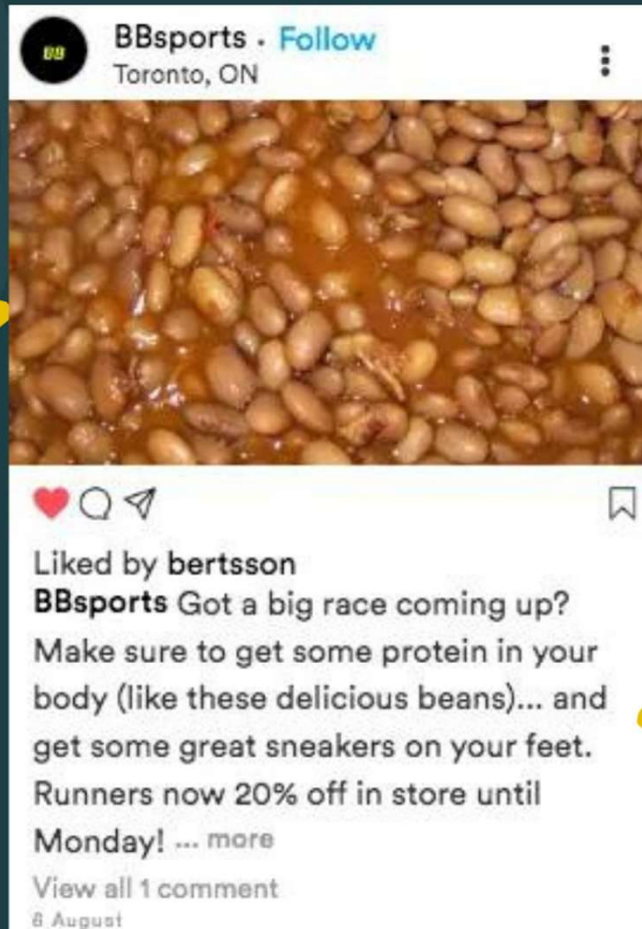 BB
BBsports · Follow
Toronto, ON
Liked by bertsson
BBsports Got a big race coming up?
Make sure to get some protein in your
body (like these delicious beans)... and
get some great sneakers on your feet.
Runners now 20% off in store until
Monday! ... more
View all 1 comment
8 August